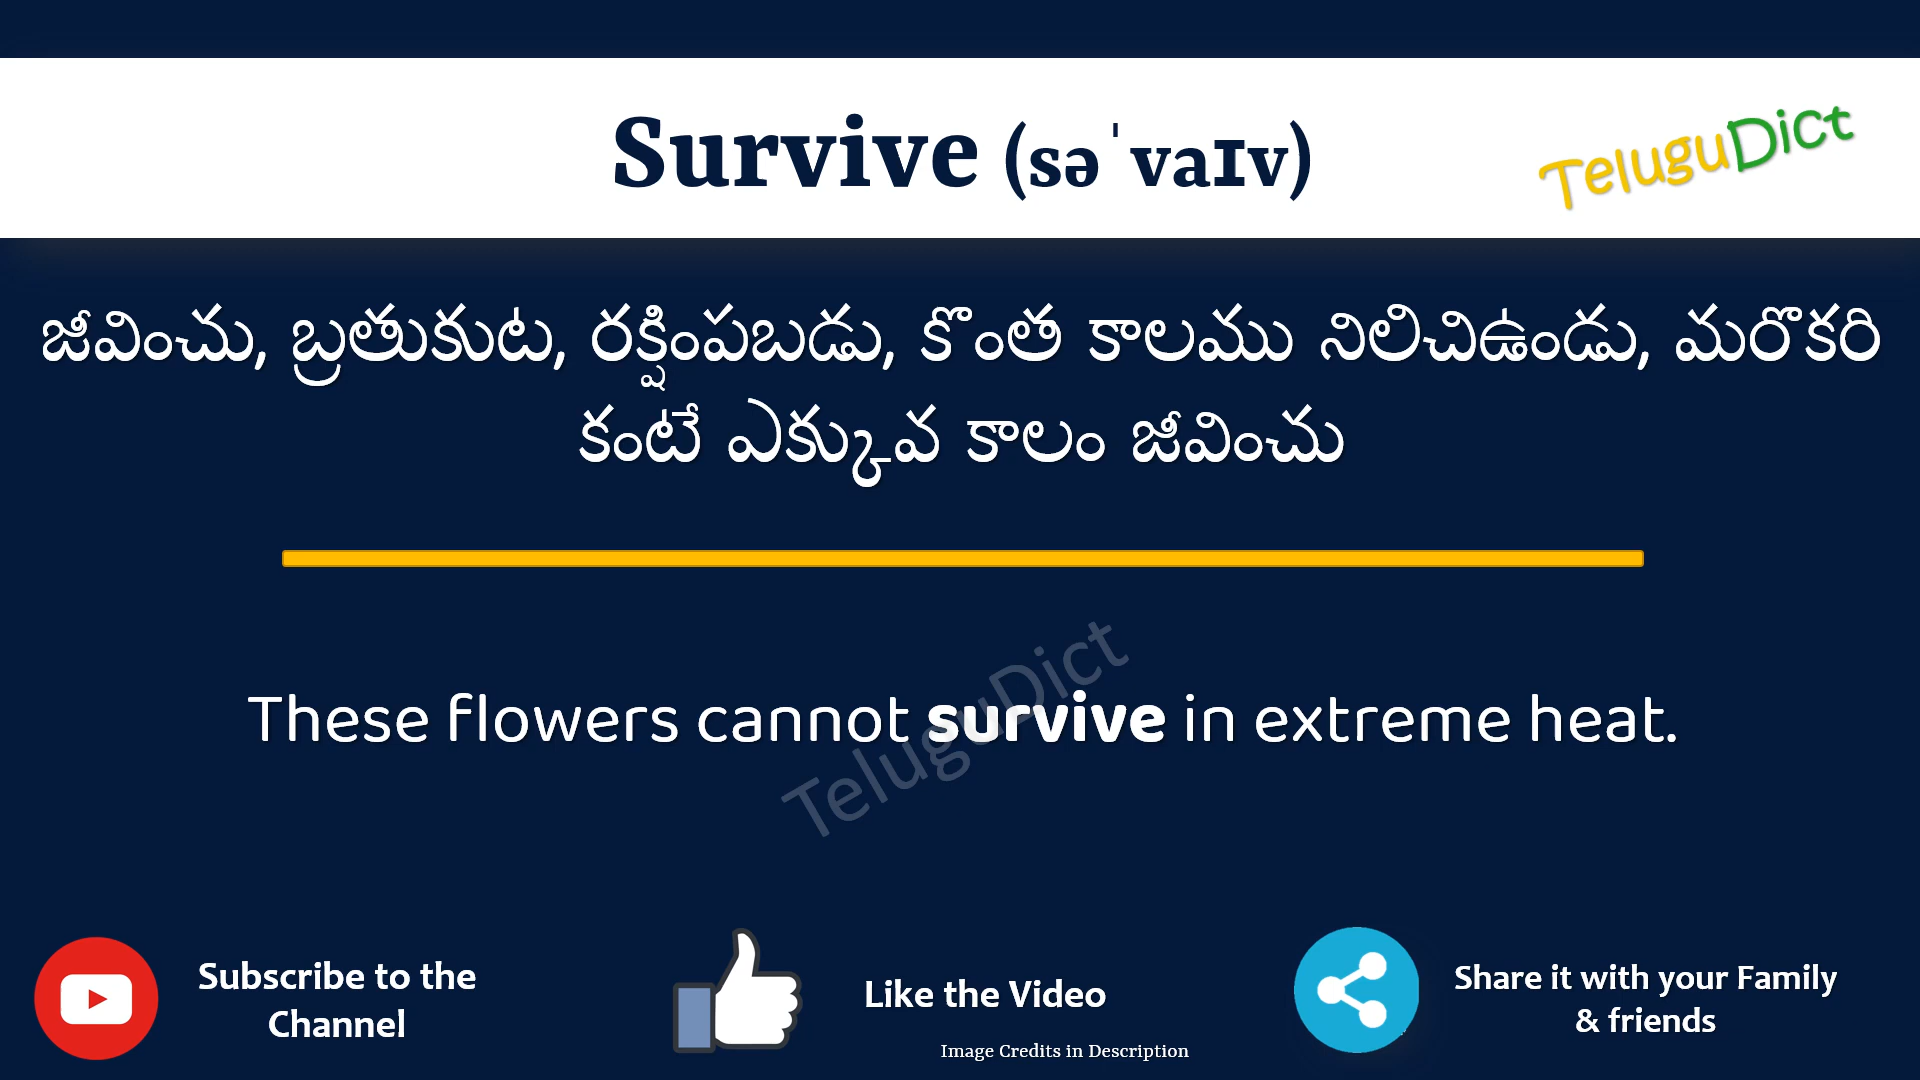 Survive (səˈvaɪv)
TeluguDict
జీవించు, బ్రతుకుట, రక్షింపబడు, కొంత కాలము నిలిచిఉండు, మరొకరి
కంటే ఎక్కువ కాలం జీవించు
These flowers cannot survive in extreme heat.
TeluguDict
Subscribe to the
Channel
Like the Video
Share it with your Family
& friends
Image Credits in Description